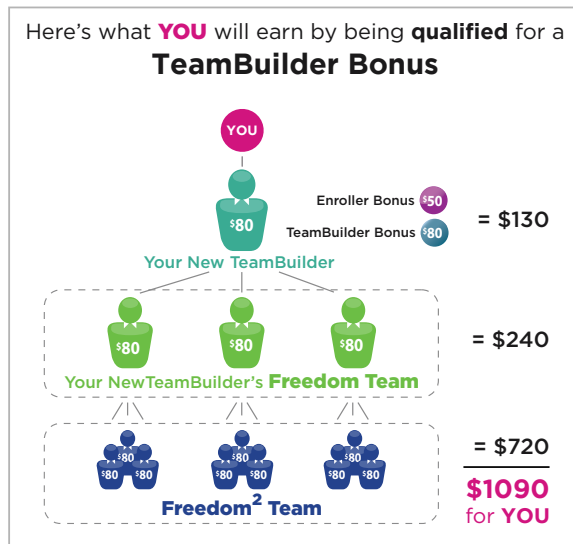 Here's what YOU will earn by being qualified for a
TeamBuilder Bonus
YOU
$80
Enroller Bonus $50
TeamBuilder Bonus $80
= $130
Your New TeamBuilder
$80 $80 $80
= $240
Your NewTeamBuilder's Freedom Team
$80 $80 $80
$80 $80 $80 $80 $80 $80
= $720
Freedom² Team
$1090
for YOU